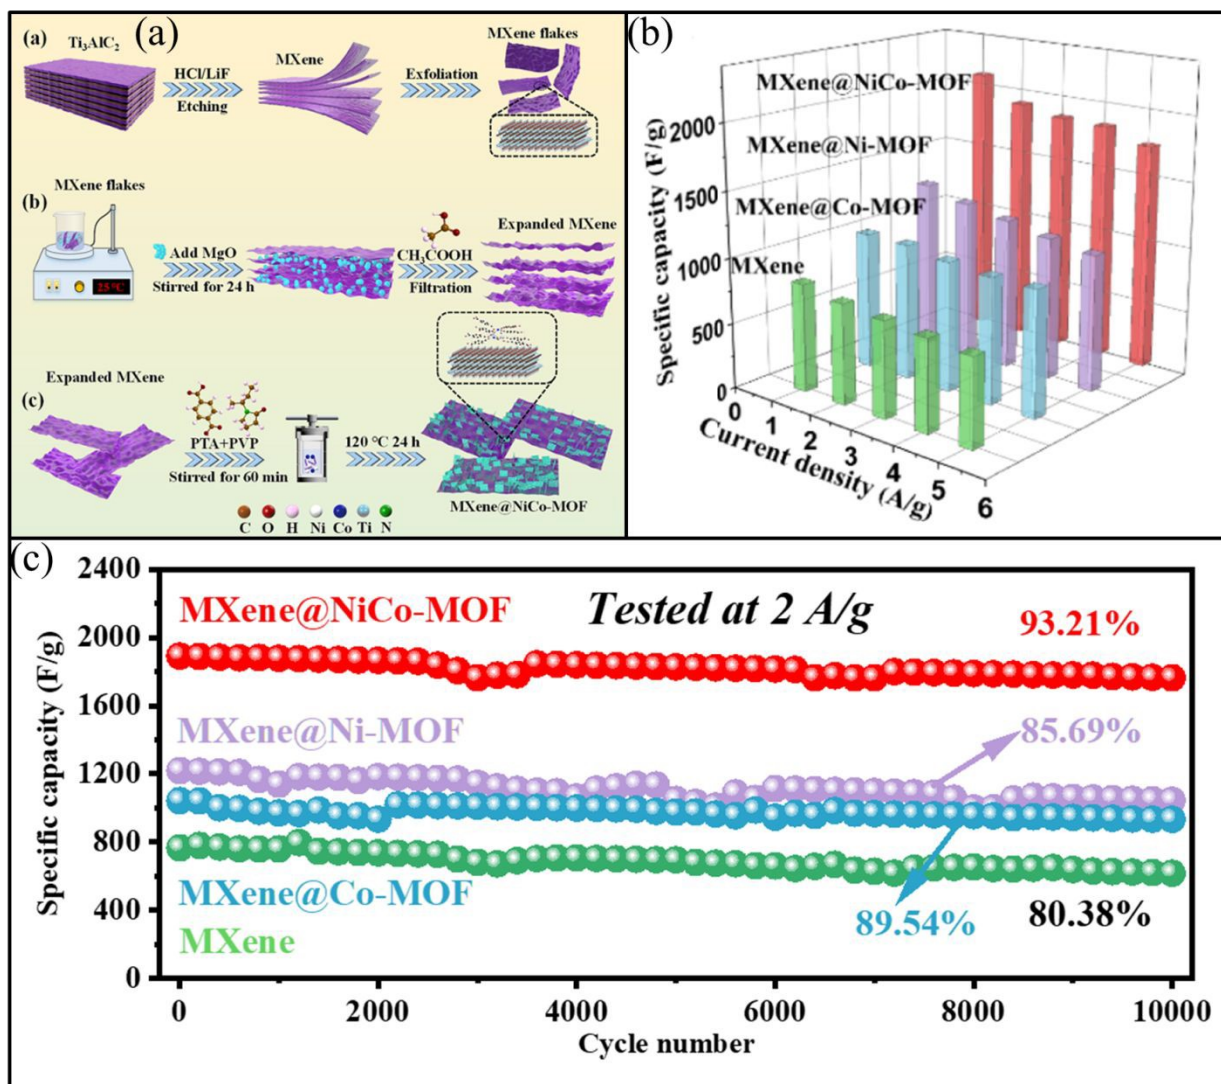 (a)
(a)
Ti₃AlC₂
HCl/LiF
Etching
MXene
Exfoliation
MXene flakes
(b)
MXene flakes
25 °C
Add MgO
Stirred for 24 h
CH₃COOH
Filtration
Expanded MXene
(c)
Expanded MXene
PTA+PVP
Stirred for 60 min
120 °C 24 h
MXene@NiCo-MOF
C O H Ni Co Ti N
(b)
MXene@NiCo-MOF
MXene@Ni-MOF
MXene@Co-MOF
MXene
Specific capacity (F/g)
2000
1500
1000
500
0
0 1 2 3 4 5 6
Current density (A/g)
(c)
2400
2000
1600
1200
800
400
0
Specific capacity (F/g)
MXene@NiCo-MOF
Tested at 2 A/g
93.21%
MXene@Ni-MOF
85.69%
MXene@Co-MOF
89.54%
80.38%
MXene
0 2000 4000 6000 8000 10000
Cycle number